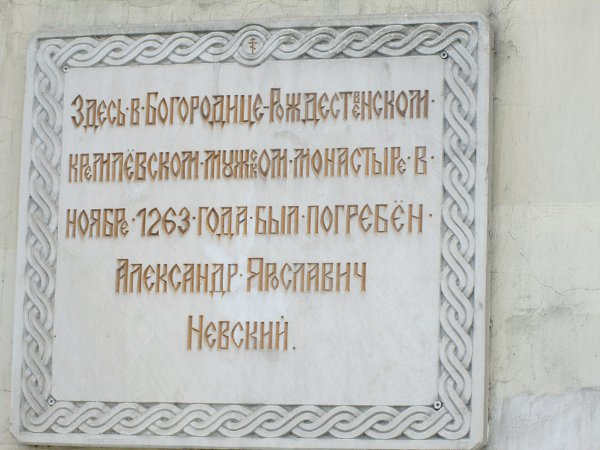 Здесь·в·Богородице-Рождественском·
кремлёвском·мужском·монастыре·в·
ноябре·1263·года·был·погребён·
Александр·Ярославич
Невский.